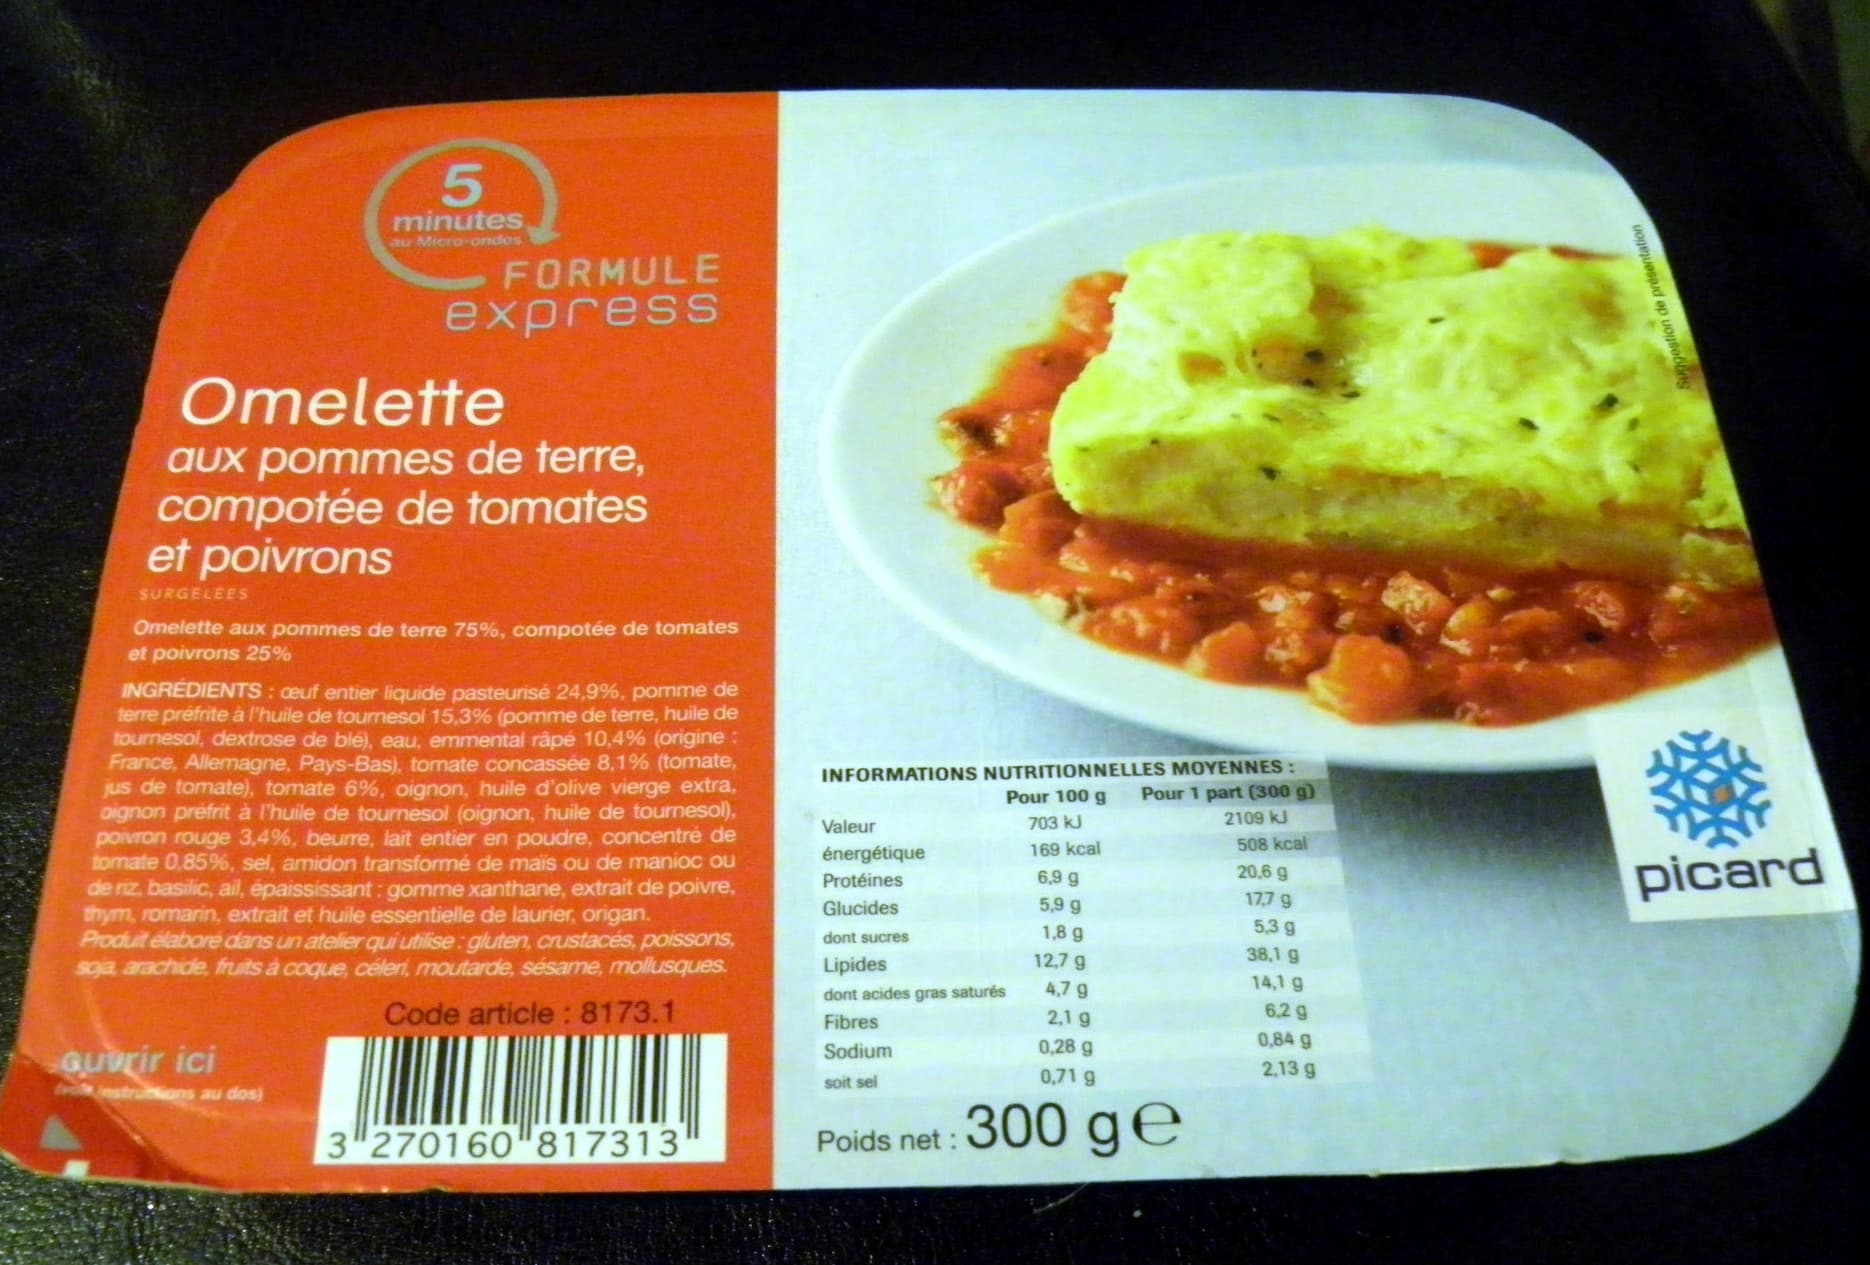 5
minutes
au Micro-ondes
FORMULE
express
Omelette
aux pommes de terre,
compotée de tomates
et poivrons
SURGELÉES
Omelette aux pommes de terre 75%, compotée de tomates
et poivrons 25%
INGRÉDIENTS : œuf entier liquide pasteurisé 24,9%, pomme de
terre préfrite à l'huile de tournesol 15,3% (pomme de terre, huile de
tournesol, dextrose de blé), eau, emmental râpé 10,4% (origine :
France, Allemagne, Pays-Bas), tomate concassée 8,1% (tomate,
jus de tomate), tomate 6%, oignon, huile d'olive vierge extra,
oignon préfrit à l'huile de tournesol (oignon, huile de tournesol),
poivron rouge 3,4%, beurre, lait entier en poudre, concentré de
tomate 0,85%, sel, amidon transformé de maïs ou de manioc ou
de riz, basilic, ail, épaississant : gomme xanthane, extrait de poivre,
thym, romarin, extrait et huile essentielle de laurier, origan.
Produit élaboré dans un atelier qui utilise : gluten, crustacés, poissons,
soja, arachide, fruits à coque, céleri, moutarde, sésame, mollusques.
Code article : 8173.1
ouvrir ici
(voir instructions au dos)
3 270160 817313
Suggestion de présentation
picard
INFORMATIONS NUTRITIONNELLES MOYENNES :
Pour 100 g Pour 1 part (300 g)
Valeur 703 kJ 2109 kJ
énergétique 169 kcal 508 kcal
Protéines 6,9 g 20,6 g
Glucides 5,9 g 17,7 g
dont sucres 1,8 g 5,3 g
Lipides 12,7 g 38,1 g
dont acides gras saturés 4,7 g 14,1 g
Fibres 2,1 g 6,2 g
Sodium 0,28 g 0,84 g
soit sel 0,71 g 2,13 g
Poids net : 300 g e